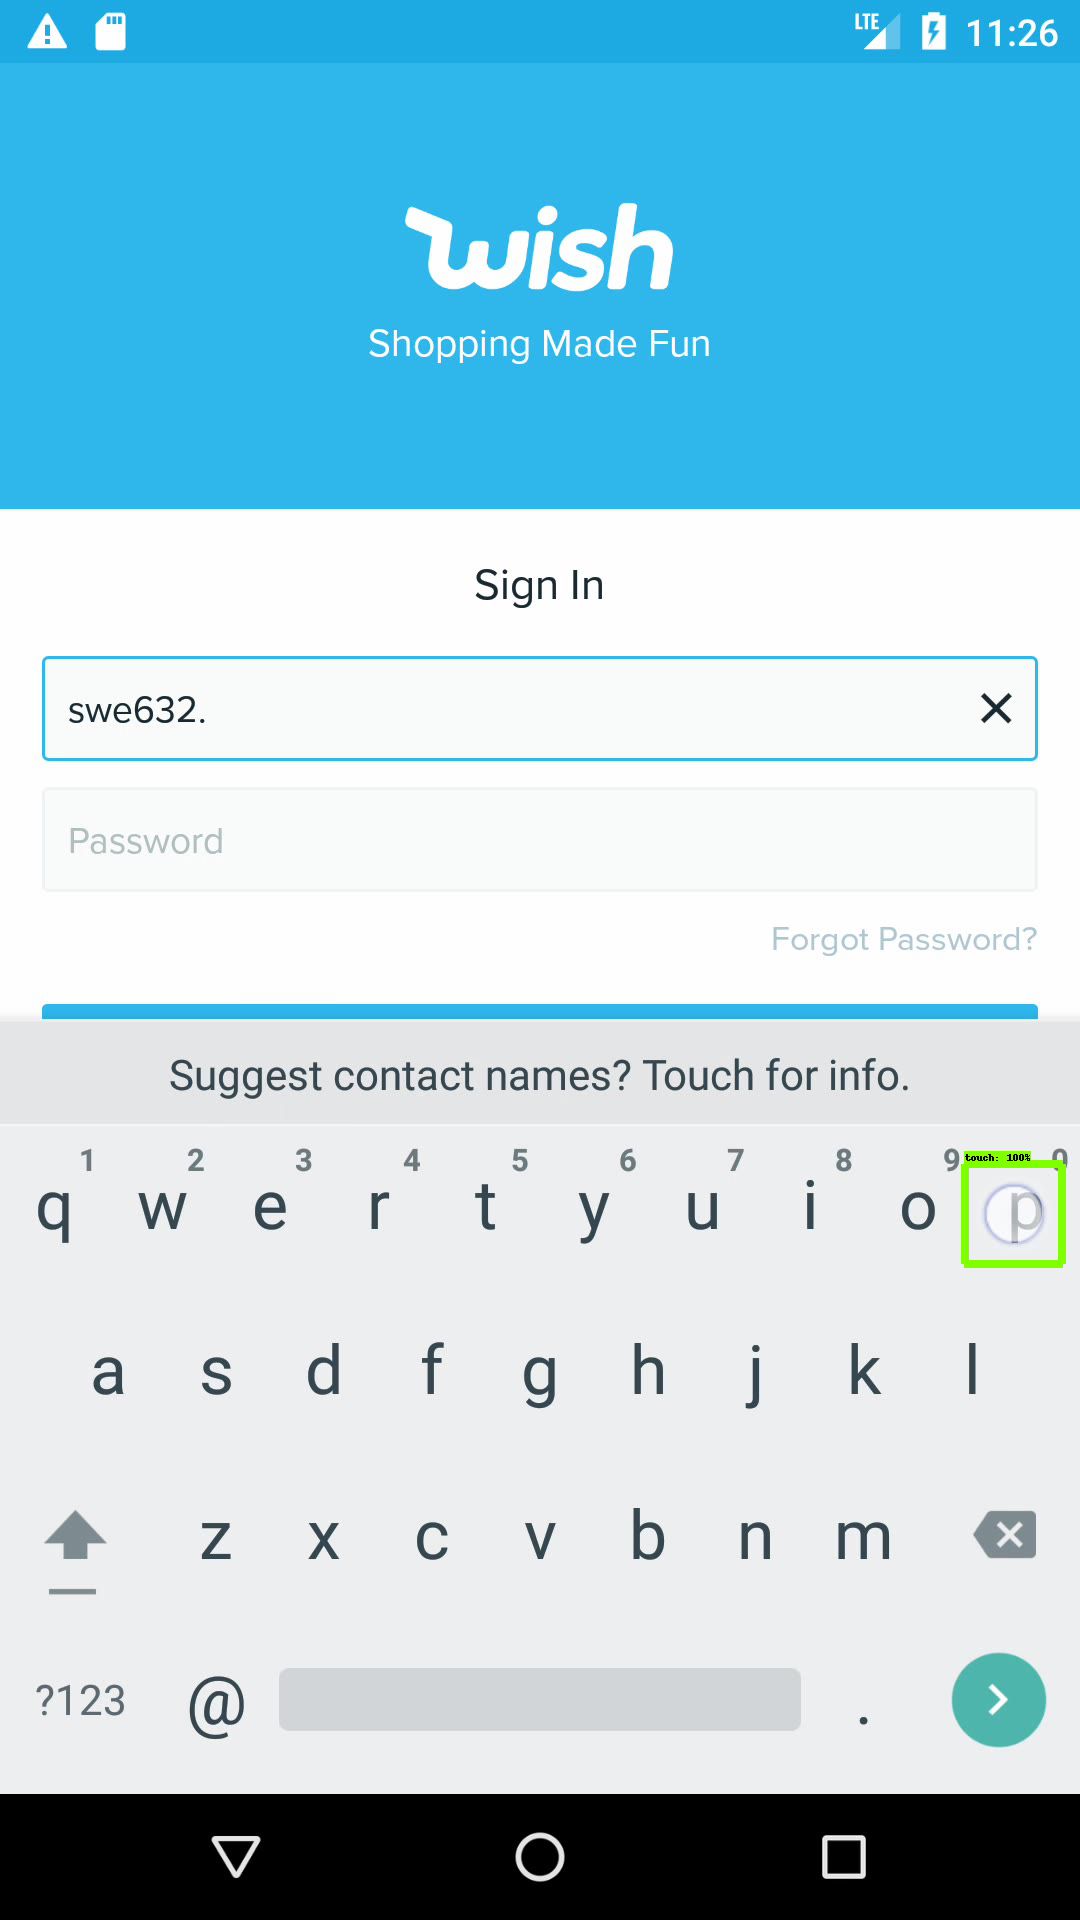 LTE 11:26
wish
Shopping Made Fun
Sign In
swe632.
Password
Forgot Password?
Suggest contact names? Touch for info.
1 2 3 4 5 6 7 8 9 0
touch: 100%
q w e r t y u i o p
a s d f g h j k l
z x c v b n m
?123 @ .